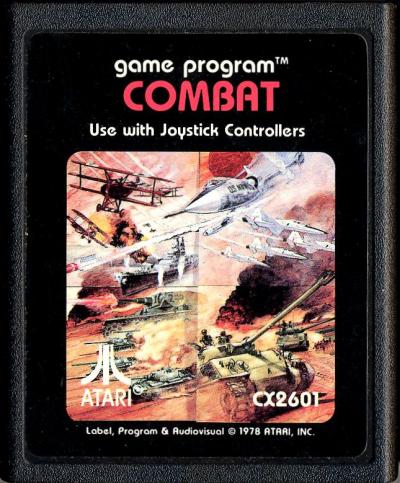 game program™
COMBAT
Use with Joystick Controllers
ATARI
CX2601
Label, Program & Audiovisual © 1978 ATARI, INC.